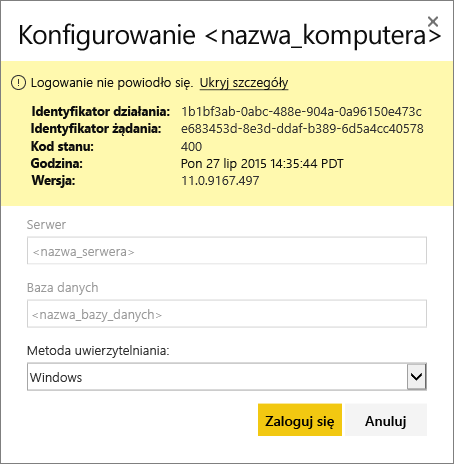 Konfigurowanie <nazwa_komputera>
Logowanie nie powiodło się. Ukryj szczegóły
Identyfikator działania: 1b1bf3ab-0abc-488e-904a-0a96150e473c
Identyfikator żądania: e683453d-8e3d-ddaf-b389-6d5a4cc40578
Kod stanu: 400
Godzina: Pon 27 lip 2015 14:35:44 PDT
Wersja: 11.0.9167.497
Serwer
<nazwa_serwera>
Baza danych
<nazwa_bazy_danych>
Metoda uwierzytelniania:
Windows
Zaloguj się Anuluj